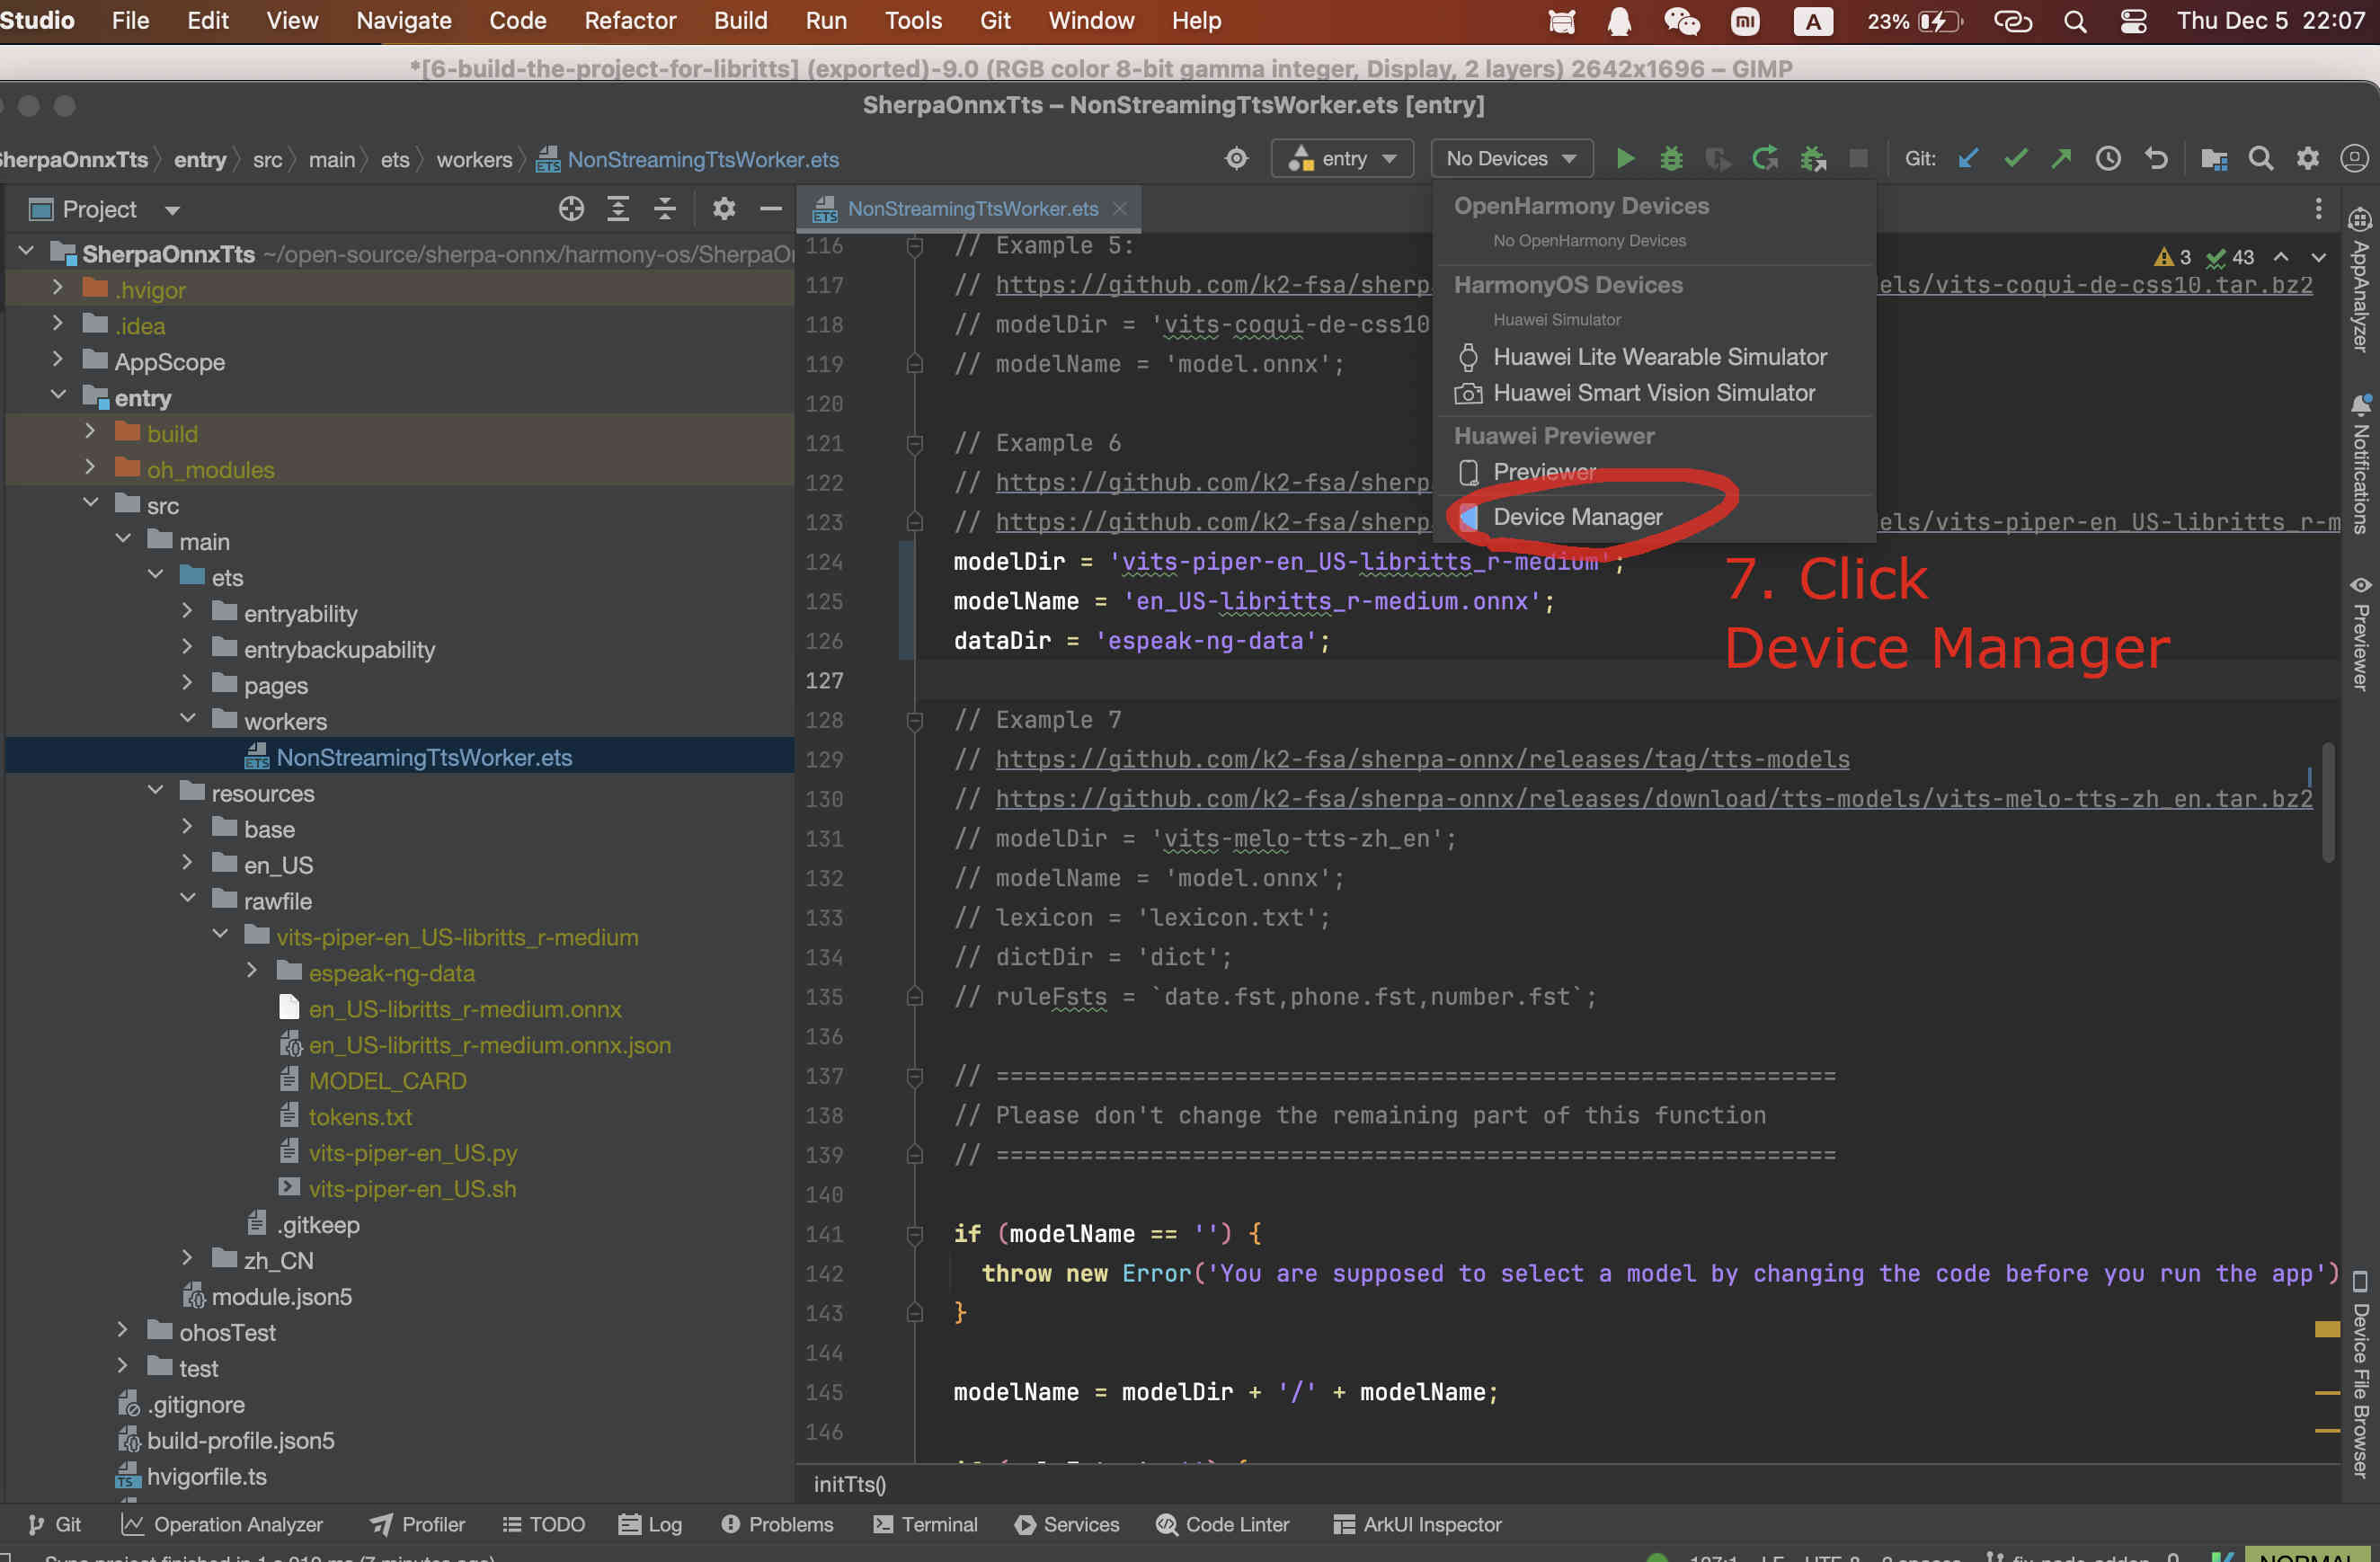 Studio File Edit View Navigate Code Refactor Build Run Tools Git Window Help A 23% Thu Dec 5 22:07
*[6-build-the-project-for-libritts] (exported)-9.0 (RGB color 8-bit gamma integer, Display, 2 layers) 2642x1696 – GIMP
SherpaOnnxTts – NonStreamingTtsWorker.ets [entry]
SherpaOnnxTts entry src main ets workers NonStreamingTtsWorker.ets entry No Devices Git:
Project
SherpaOnnxTts ~/open-source/sherpa-onnx/harmony-os/SherpaOn
.hvigor
.idea
AppScope
entry
build
oh_modules
src
main
ets
entryability
entrybackupability
pages
workers
NonStreamingTtsWorker.ets
resources
base
en_US
rawfile
vits-piper-en_US-libritts_r-medium
espeak-ng-data
en_US-libritts_r-medium.onnx
en_US-libritts_r-medium.onnx.json
MODEL_CARD
tokens.txt
vits-piper-en_US.py
vits-piper-en_US.sh
.gitkeep
zh_CN
module.json5
ohosTest
test
.gitignore
build-profile.json5
hvigorfile.ts
NonStreamingTtsWorker.ets
3 43
116 // Example 5:
117 // https://github.com/k2-fsa/sherp els/vits-coqui-de-css10.tar.bz2
118 // modelDir = 'vits-coqui-de-css10
119 // modelName = 'model.onnx';
120
121 // Example 6
122 // https://github.com/k2-fsa/sherp
123 // https://github.com/k2-fsa/sherp els/vits-piper-en_US-libritts_r-m
124 modelDir = 'vits-piper-en_US-libritts_r-medium';
125 modelName = 'en_US-libritts_r-medium.onnx';
126 dataDir = 'espeak-ng-data';
127
128 // Example 7
129 // https://github.com/k2-fsa/sherpa-onnx/releases/tag/tts-models
130 // https://github.com/k2-fsa/sherpa-onnx/releases/download/tts-models/vits-melo-tts-zh_en.tar.bz2
131 // modelDir = 'vits-melo-tts-zh_en';
132 // modelName = 'model.onnx';
133 // lexicon = 'lexicon.txt';
134 // dictDir = 'dict';
135 // ruleFsts = `date.fst,phone.fst,number.fst`;
136
137 // ============================================================
138 // Please don't change the remaining part of this function
139 // ============================================================
140
141 if (modelName == '') {
142 throw new Error('You are supposed to select a model by changing the code before you run the app')
143 }
144
145 modelName = modelDir + '/' + modelName;
146
initTts()
OpenHarmony Devices
No OpenHarmony Devices
HarmonyOS Devices
Huawei Simulator
Huawei Lite Wearable Simulator
Huawei Smart Vision Simulator
Huawei Previewer
Previewer
Device Manager
7. Click
Device Manager
AppAnalyzer
Notifications
Previewer
Device File Browser
Git Operation Analyzer Profiler TODO Log Problems Terminal Services Code Linter ArkUI Inspector